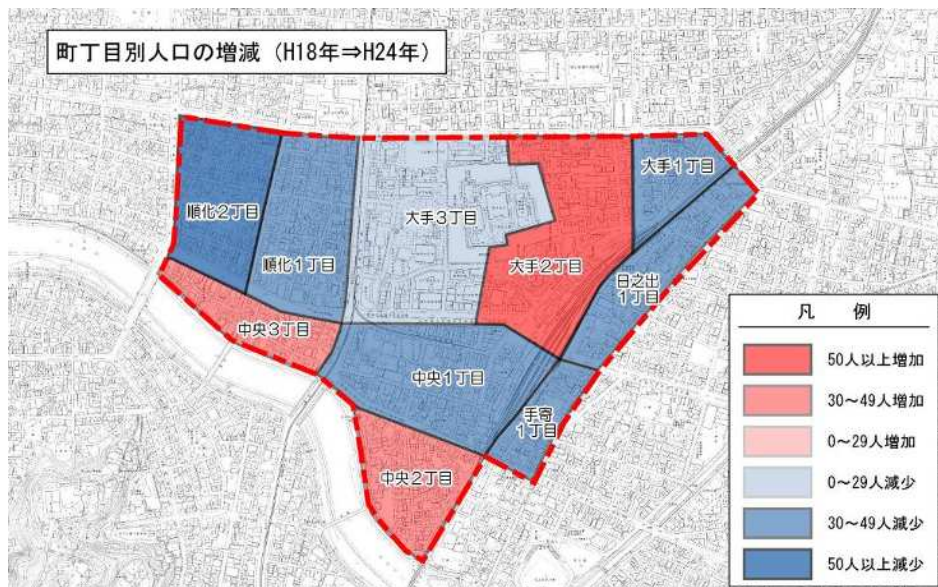 町丁目別人口の増減（H18年⇒H24年）
大手1丁目
順化2丁目
大手3丁目
順化1丁目
大手2丁目
日之出
1丁目
中央3丁目
中央1丁目
手寄
1丁目
中央2丁目
凡　例
50人以上増加
30～49人増加
0～29人増加
0～29人減少
30～49人減少
50人以上減少